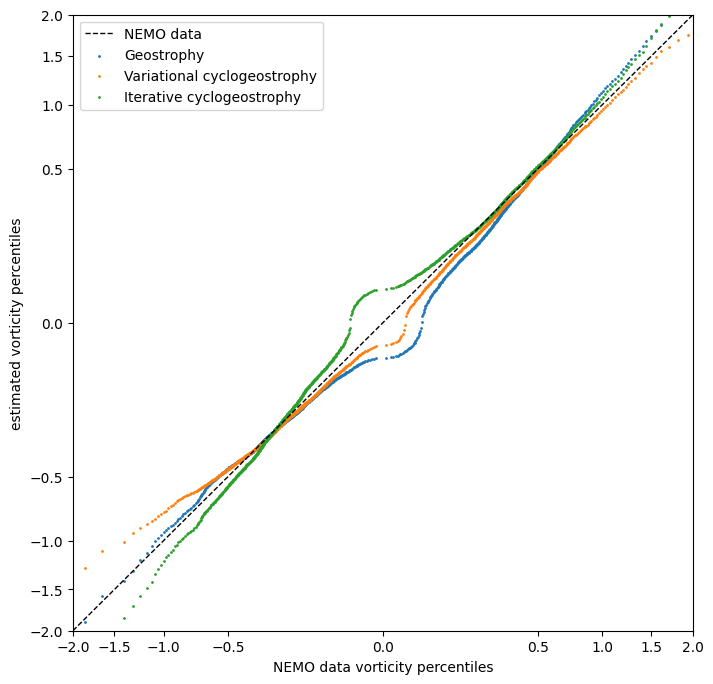 NEMO data
Geostrophy
Variational cyclogeostrophy
Iterative cyclogeostrophy
2.0
1.5
1.0
0.5
0.0
−0.5
−1.0
−1.5
−2.0
estimated vorticity percentiles
−2.0 −1.5 −1.0 −0.5 0.0 0.5 1.0 1.5 2.0
NEMO data vorticity percentiles